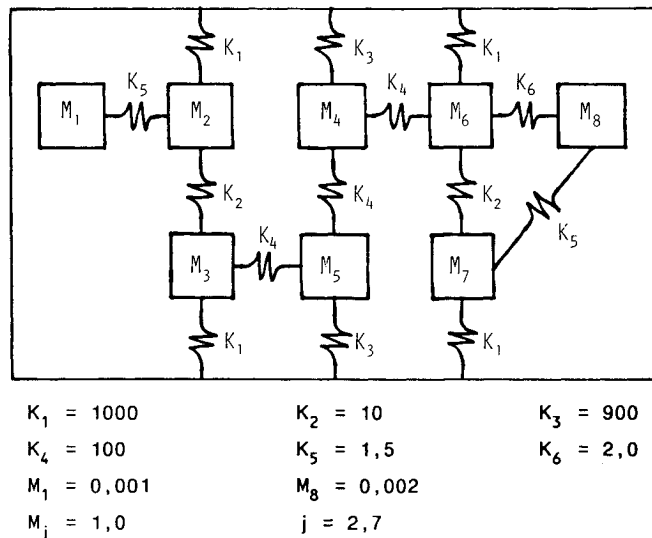 K₁ K₃ K₁
K₅ K₄ K₆
M₁ M₂ M₄ M₆ M₈
K₂ K₄ K₂
K₄ K₅
M₃ M₅ M₇
K₁ K₃ K₁
K₁ = 1000 K₂ = 10 K₃ = 900
K₄ = 100 K₅ = 1,5 K₆ = 2,0
M₁ = 0,001 M₈ = 0,002
Mⱼ = 1,0 j = 2,7